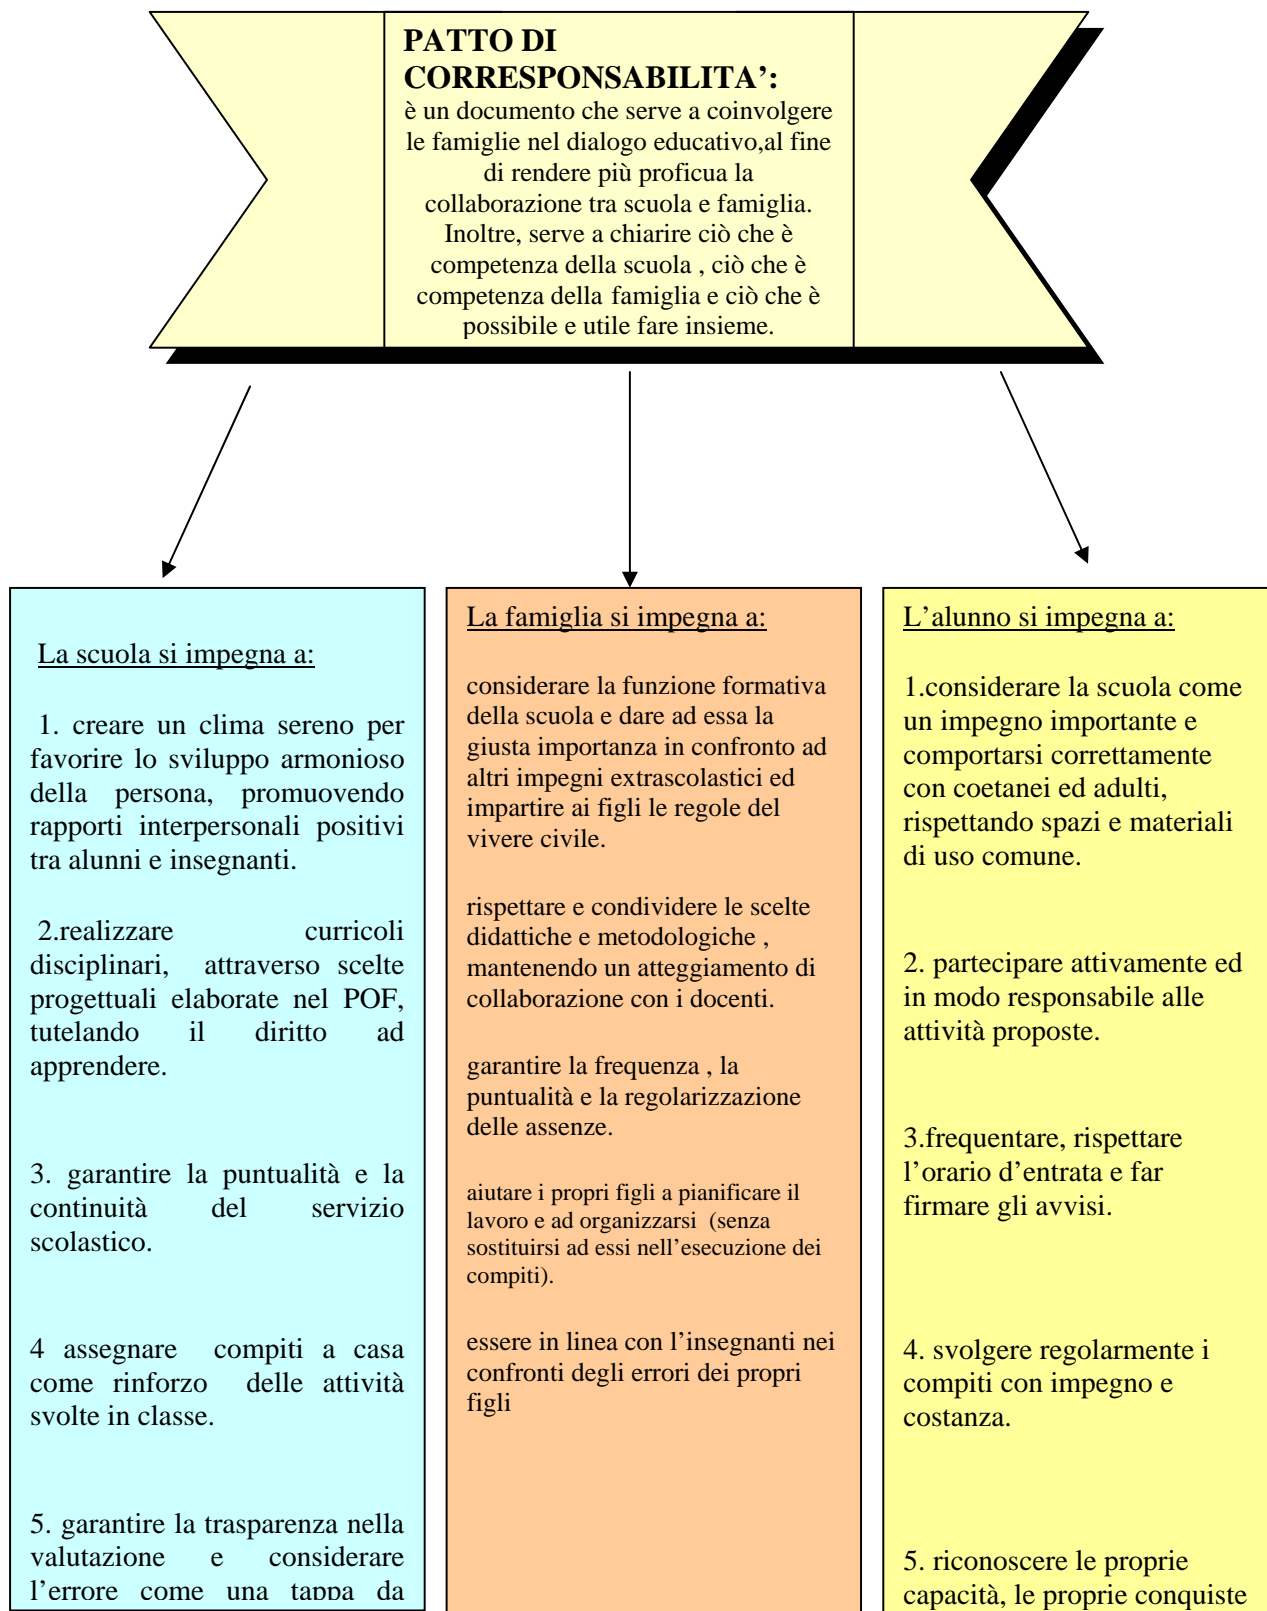 PATTO DI
CORRESPONSABILITA’:
è un documento che serve a coinvolgere
le famiglie nel dialogo educativo,al fine
di rendere più proficua la
collaborazione tra scuola e famiglia.
Inoltre, serve a chiarire ciò che è
competenza della scuola , ciò che è
competenza della famiglia e ciò che è
possibile e utile fare insieme.
La scuola si impegna a:
1. creare un clima sereno per
favorire lo sviluppo armonioso
della persona, promuovendo
rapporti interpersonali positivi
tra alunni e insegnanti.
2.realizzare curricoli
disciplinari, attraverso scelte
progettuali elaborate nel POF,
tutelando il diritto ad
apprendere.
3. garantire la puntualità e la
continuità del servizio
scolastico.
4 assegnare compiti a casa
come rinforzo delle attività
svolte in classe.
5. garantire la trasparenza nella
valutazione e considerare
l’errore come una tappa da
La famiglia si impegna a:
considerare la funzione formativa
della scuola e dare ad essa la
giusta importanza in confronto ad
altri impegni extrascolastici ed
impartire ai figli le regole del
vivere civile.
rispettare e condividere le scelte
didattiche e metodologiche ,
mantenendo un atteggiamento di
collaborazione con i docenti.
garantire la frequenza , la
puntualità e la regolarizzazione
delle assenze.
aiutare i propri figli a pianificare il
lavoro e ad organizzarsi (senza
sostituirsi ad essi nell’esecuzione dei
compiti).
essere in linea con l’insegnanti nei
confronti degli errori dei propri
figli
L’alunno si impegna a:
1.considerare la scuola come
un impegno importante e
comportarsi correttamente
con coetanei ed adulti,
rispettando spazi e materiali
di uso comune.
2. partecipare attivamente ed
in modo responsabile alle
attività proposte.
3.frequentare, rispettare
l’orario d’entrata e far
firmare gli avvisi.
4. svolgere regolarmente i
compiti con impegno e
costanza.
5. riconoscere le proprie
capacità, le proprie conquiste